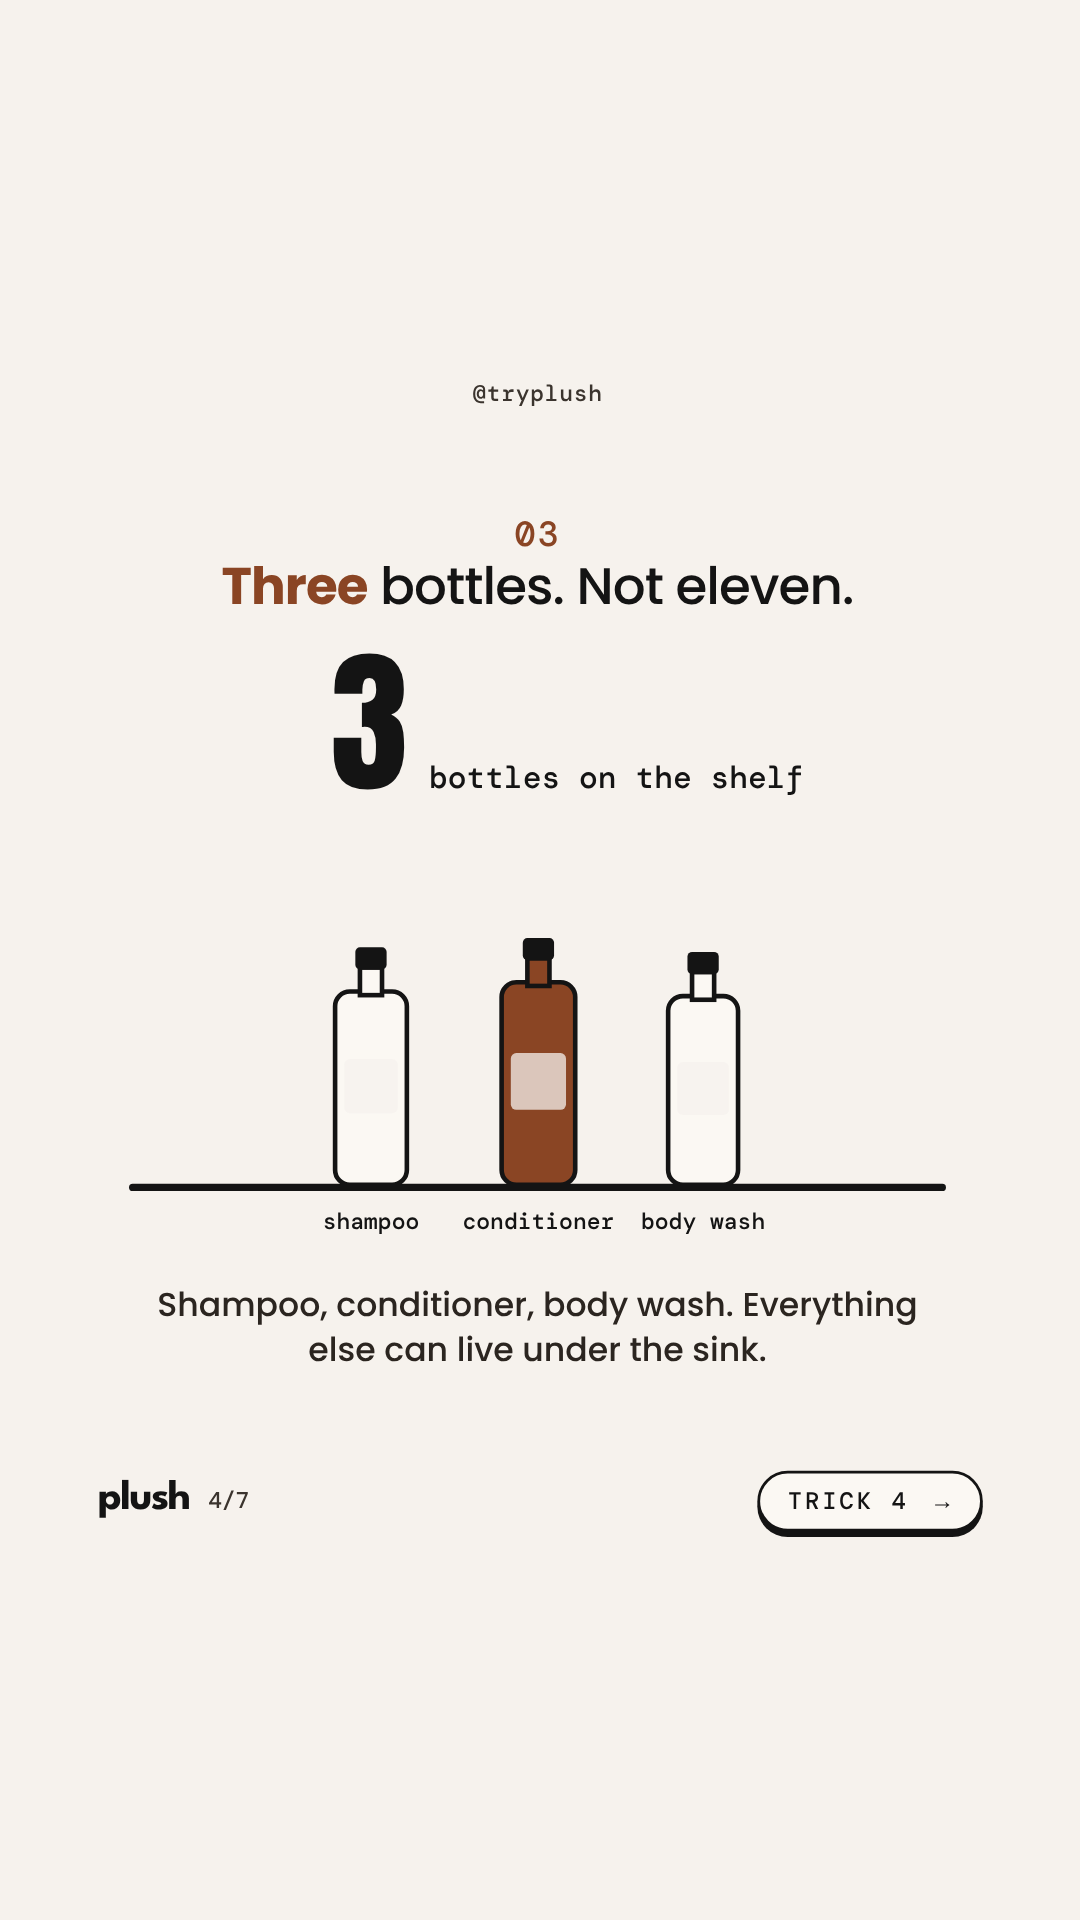 @tryplush
03
Three bottles. Not eleven.
3 bottles on the shelf
shampoo conditioner body wash
Shampoo, conditioner, body wash. Everything
else can live under the sink.
plush 4/7
TRICK 4 →